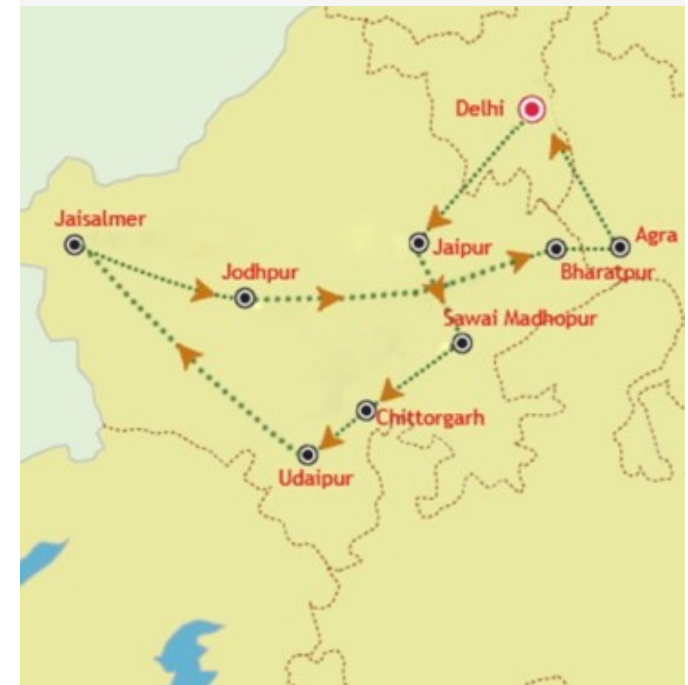 Delhi
Jaisalmer
Jaipur
Agra
Jodhpur
Bharatpur
Sawai Madhopur
Chittorgarh
Udaipur